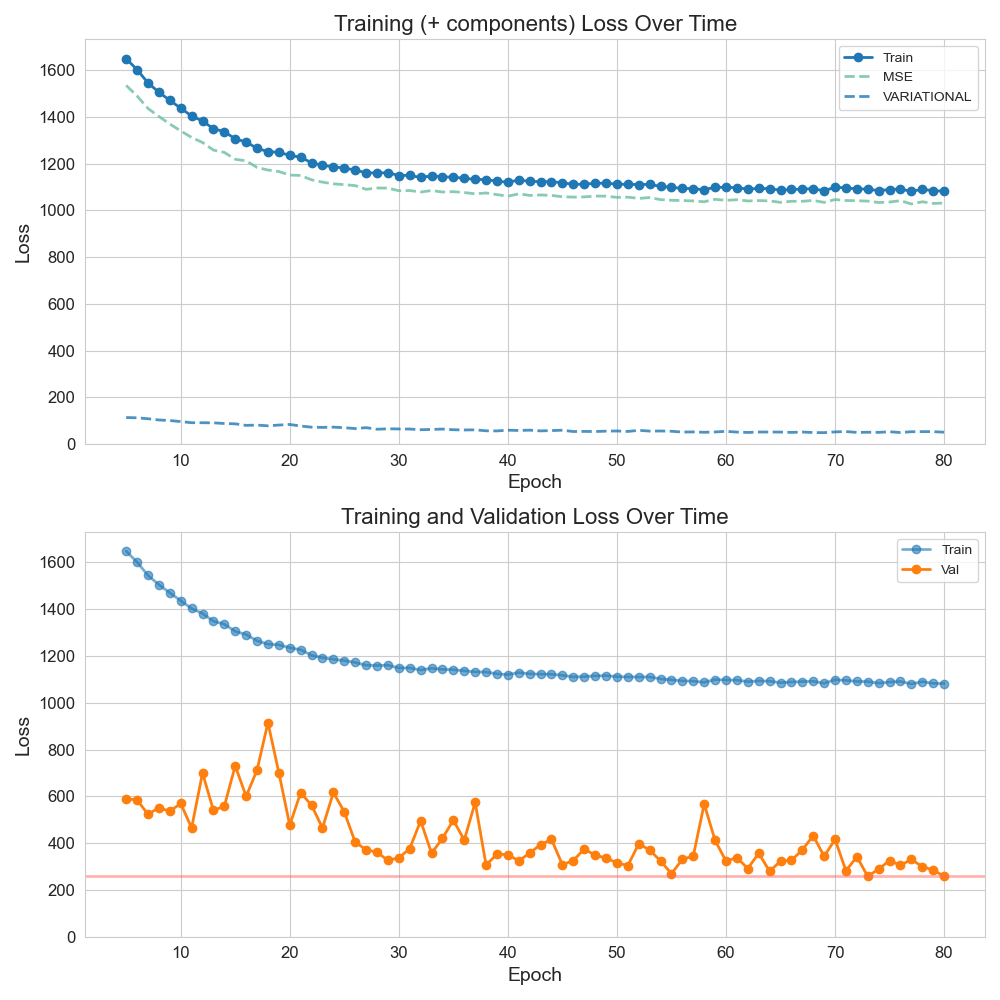 Training (+ components) Loss Over Time
Train
MSE
VARIATIONAL
1600
1400
1200
1000
800
600
400
200
0
Loss
10 20 30 40 50 60 70 80
Epoch
Training and Validation Loss Over Time
Train
Val
1600
1400
1200
1000
800
600
400
200
0
Loss
10 20 30 40 50 60 70 80
Epoch